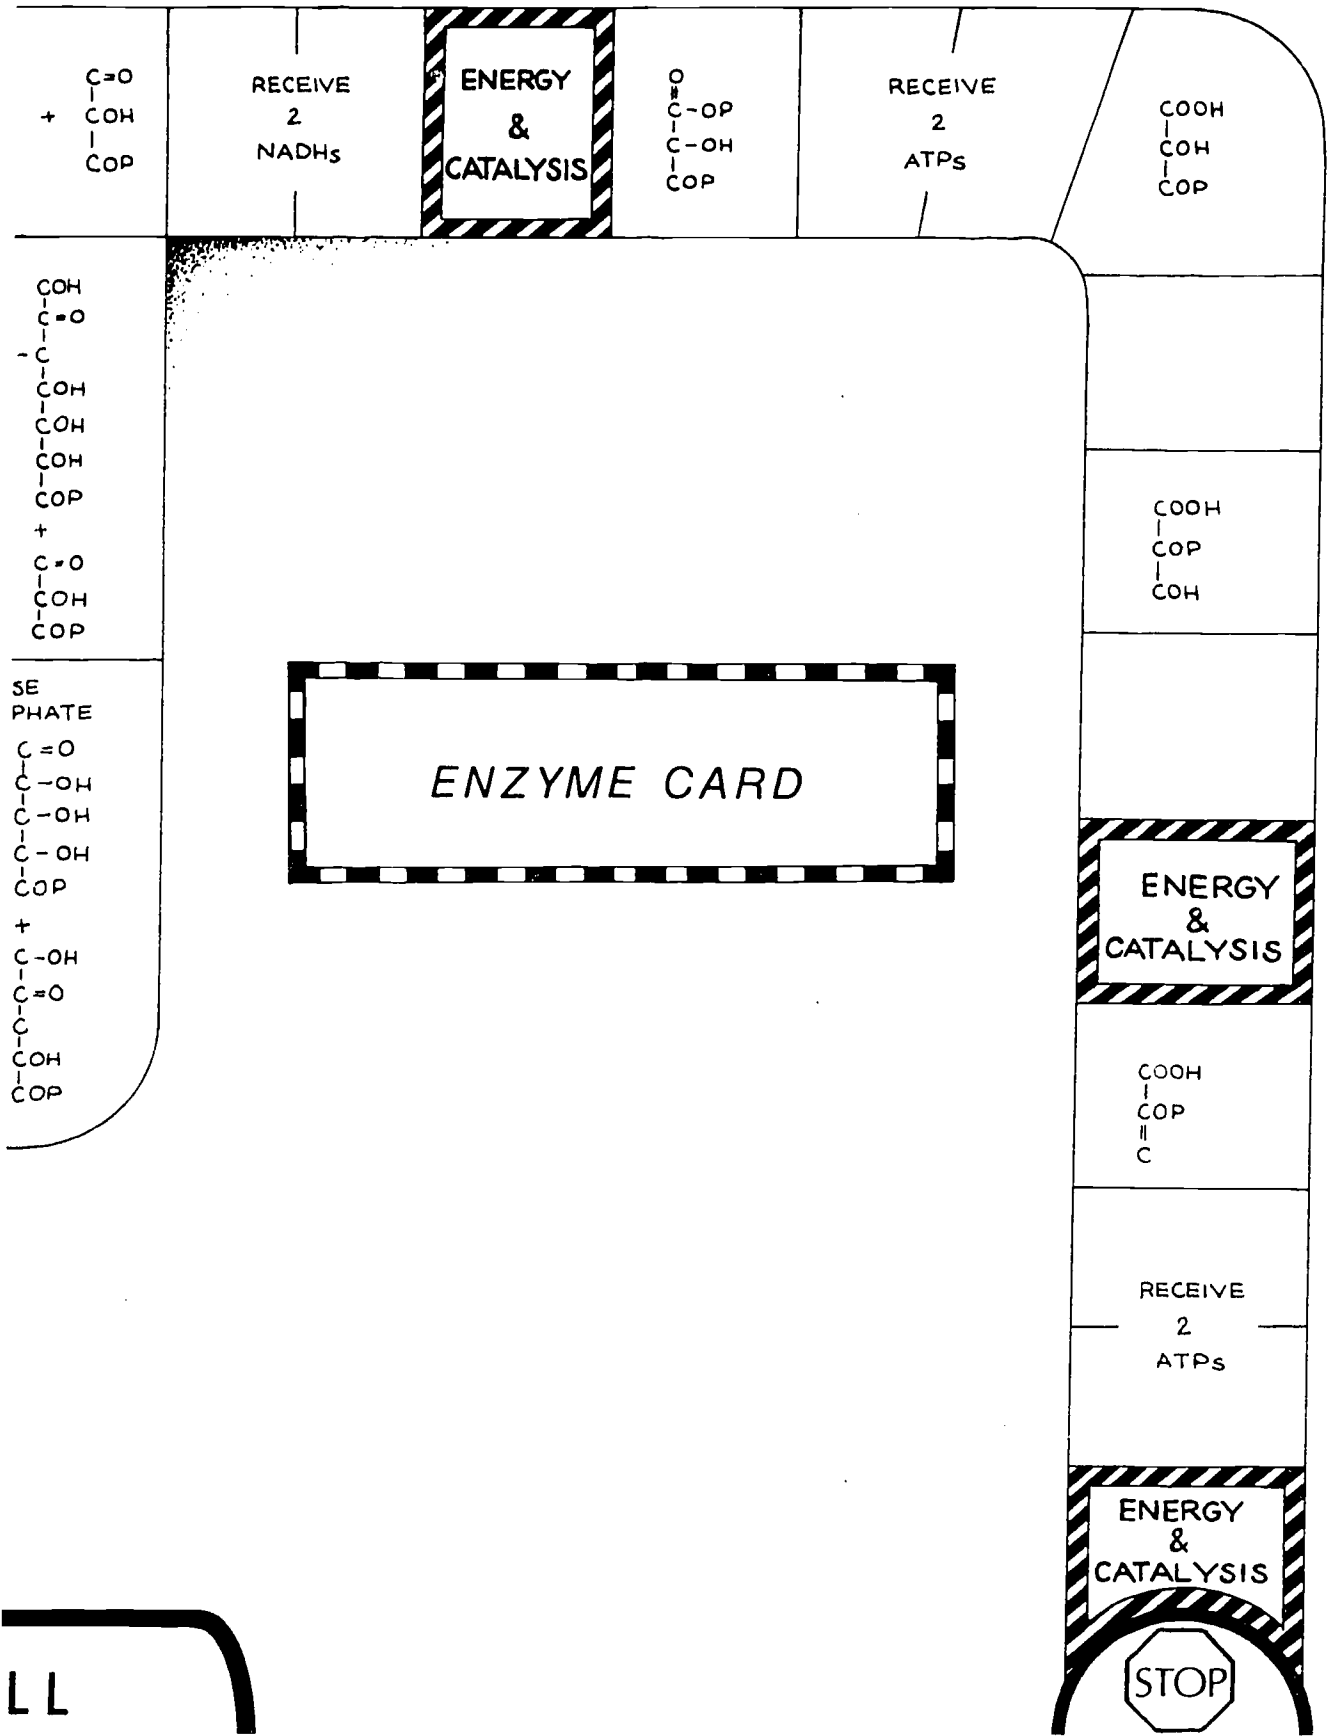 C=O
+ COH
COP
RECEIVE
2
NADHs
ENERGY
&
CATALYSIS
O
C-OP
C-OH
COP
RECEIVE
2
ATPs
COOH
COH
COP
COH
C=O
-C
COH
COH
COH
COP
+
C=O
COH
COP
SE
PHATE
C=O
C-OH
C-OH
C-OH
COP
+
C-OH
C=O
C
COH
COP
ENZYME CARD
COOH
COP
COH
ENERGY
&
CATALYSIS
COOH
COP
C
RECEIVE
2
ATPs
ENERGY
&
CATALYSIS
STOP
LL